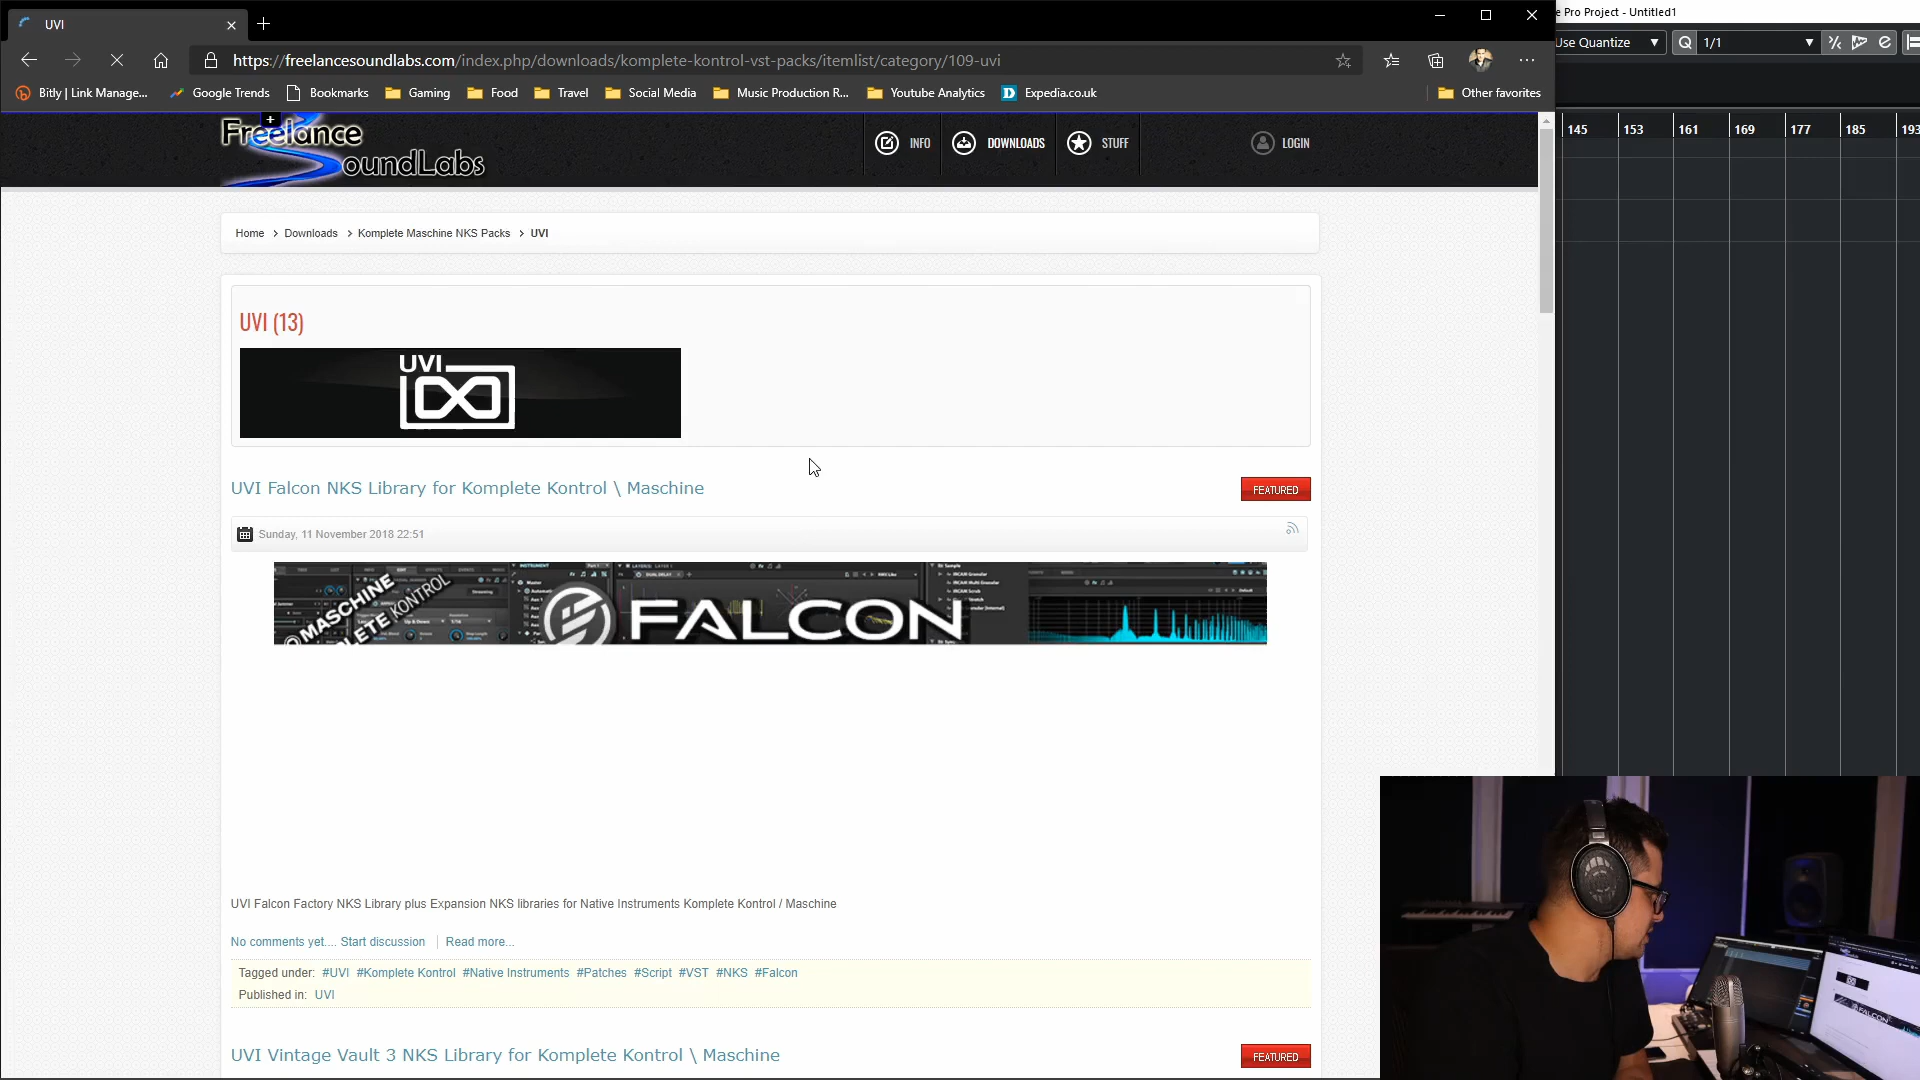 UVI
e Pro Project - Untitled1
https://freelancesoundlabs.com/index.php/downloads/komplete-kontrol-vst-packs/itemlist/category/109-uvi
Use Quantize
Q
1/1
Bitly | Link Manage...
Google Trends
Bookmarks
Gaming
Food
Travel
Social Media
Music Production R...
Youtube Analytics
Expedia.co.uk
Other favorites
Freelance
SoundLabs
INFO
DOWNLOADS
STUFF
LOGIN
145 153 161 169 177 185 193
Home > Downloads > Komplete Maschine NKS Packs > UVI
UVI (13)
UVI
UVI Falcon NKS Library for Komplete Kontrol \ Maschine
FEATURED
Sunday, 11 November 2018 22:51
MASCHINE
KONTROL
FALCON
UVI Falcon Factory NKS Library plus Expansion NKS libraries for Native Instruments Komplete Kontrol / Maschine
No comments yet.... Start discussion | Read more...
Tagged under: #UVI #Komplete Kontrol #Native Instruments #Patches #Script #VST #NKS #Falcon
Published in: UVI
UVI Vintage Vault 3 NKS Library for Komplete Kontrol \ Maschine
FEATURED